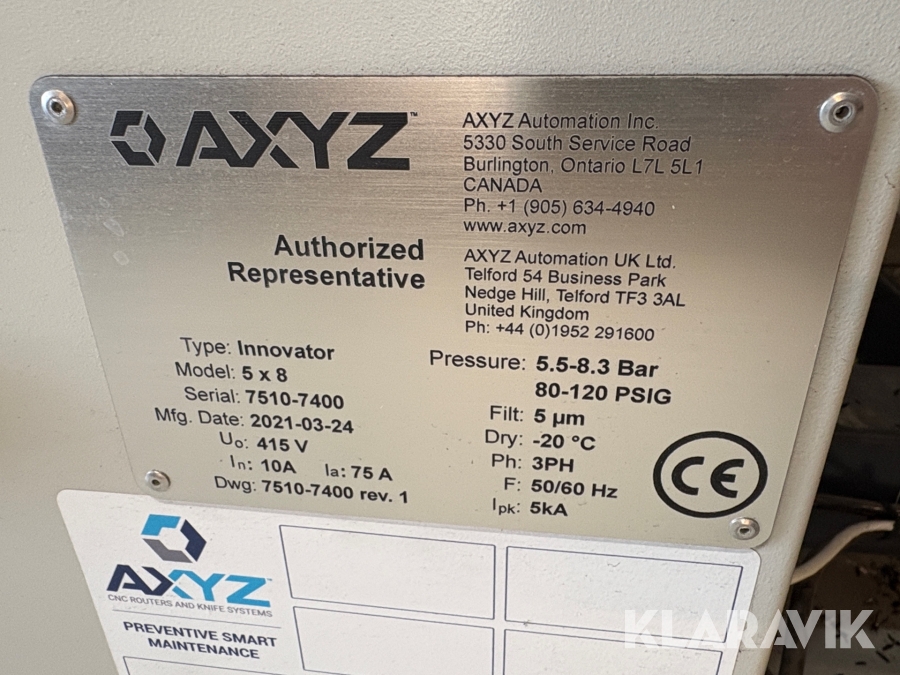 AXYZ™
AXYZ Automation Inc.
5330 South Service Road
Burlington, Ontario L7L 5L1
CANADA
Ph. +1 (905) 634-4940
www.axyz.com
Authorized
Representative
AXYZ Automation UK Ltd.
Telford 54 Business Park
Nedge Hill, Telford TF3 3AL
United Kingdom
Ph: +44 (0)1952 291600
Type: Innovator
Model: 5 x 8
Serial: 7510-7400
Mfg. Date: 2021-03-24
Uo: 415 V
In: 10A Ia: 75 A
Dwg: 7510-7400 rev. 1
Pressure: 5.5-8.3 Bar
80-120 PSIG
Filt: 5 µm
Dry: -20 °C
Ph: 3PH
F: 50/60 Hz
Ipk: 5kA
CE
AXYZ™
CNC ROUTERS AND KNIFE SYSTEMS
PREVENTIVE SMART
MAINTENANCE
KLARAVIK